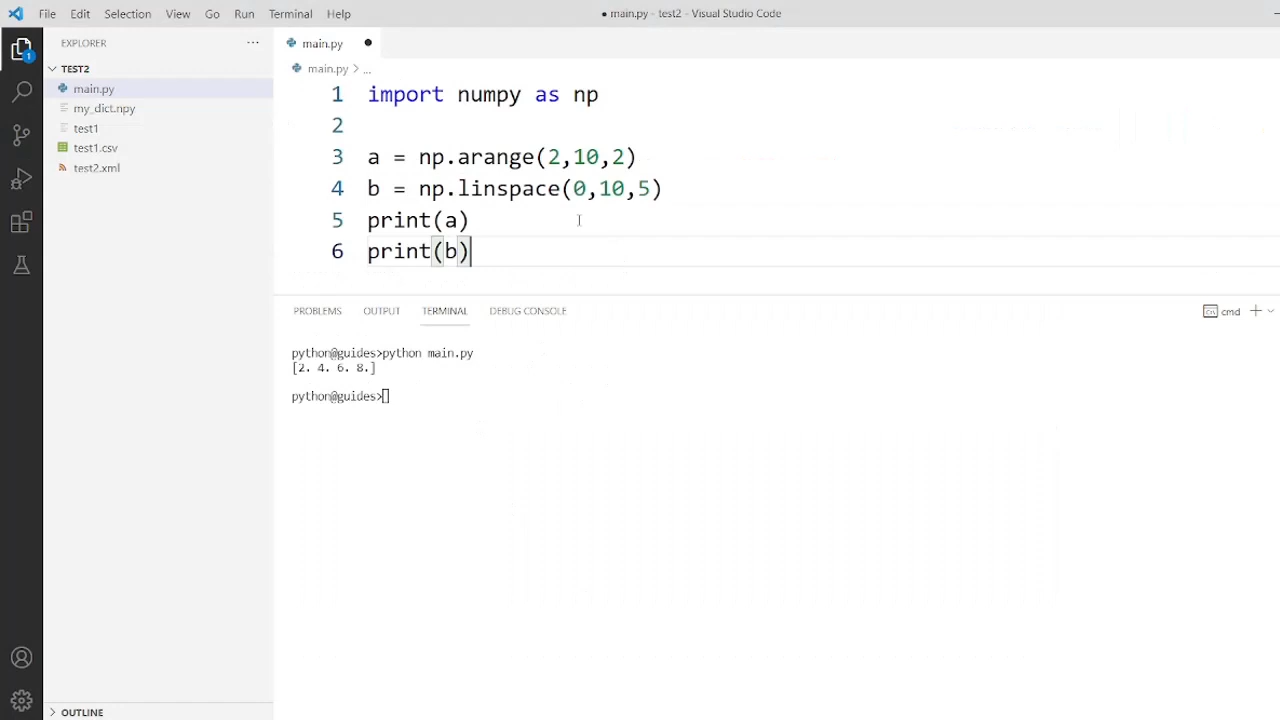 File Edit Selection View Go Run Terminal Help
● main.py - test2 - Visual Studio Code
EXPLORER ···
1
TEST2
main.py
my_dict.npy
test1
test1.csv
test2.xml
OUTLINE
main.py ●
main.py > ...
1 import numpy as np
2
3 a = np.arange(2,10,2)
4 b = np.linspace(0,10,5)
5 print(a)
6 print(b)
PROBLEMS OUTPUT TERMINAL DEBUG CONSOLE
cmd
python@guides>python main.py
[2. 4. 6. 8.]
python@guides>